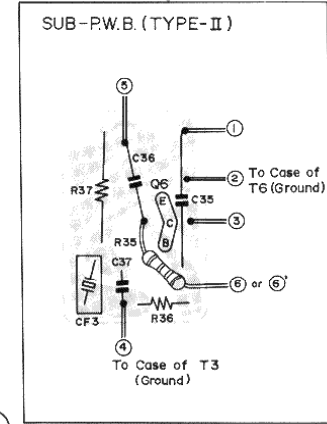 SUB-P.W.B. (TYPE-II)
5
1
C36
R37
Q6
2 To Case of
T6 (Ground)
E
C35
C
3
B
R35
C37
6 or 6'
CF3
R36
4
To Case of T3
(Ground)